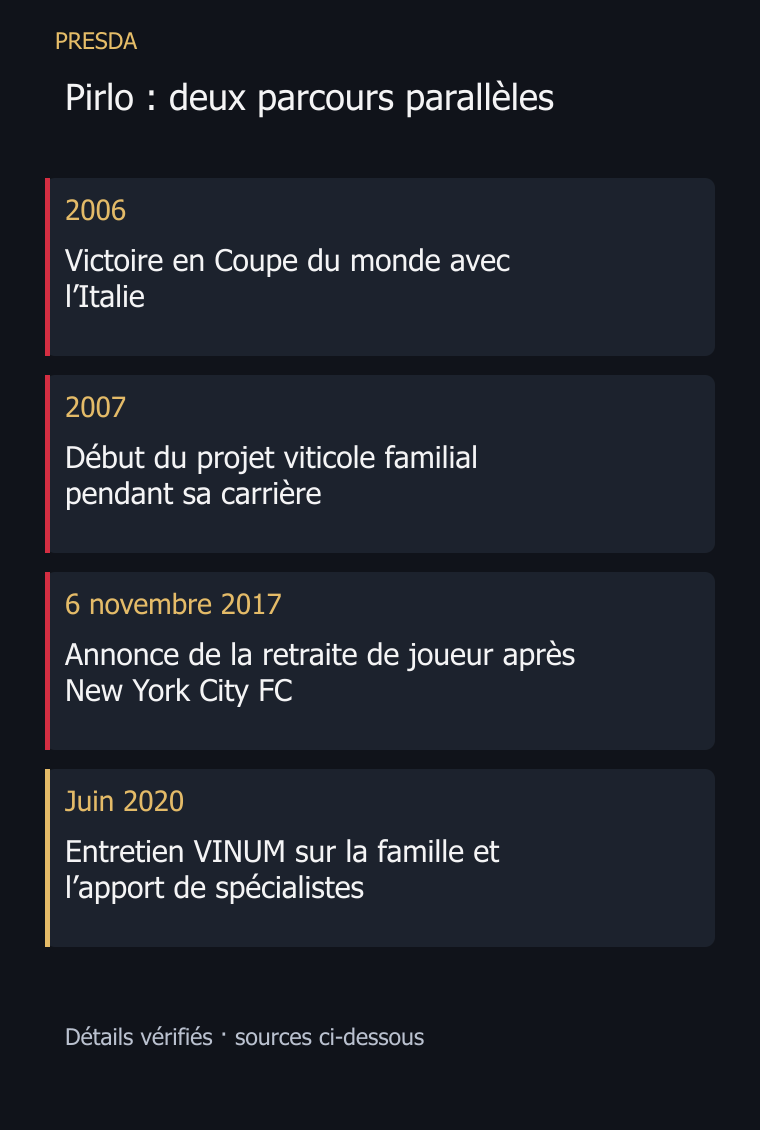 PRESDA
Pirlo : deux parcours parallèles
2006
Victoire en Coupe du monde avec
l’Italie
2007
Début du projet viticole familial
pendant sa carrière
6 novembre 2017
Annonce de la retraite de joueur après
New York City FC
Juin 2020
Entretien VINUM sur la famille et
l’apport de spécialistes
Détails vérifiés · sources ci-dessous